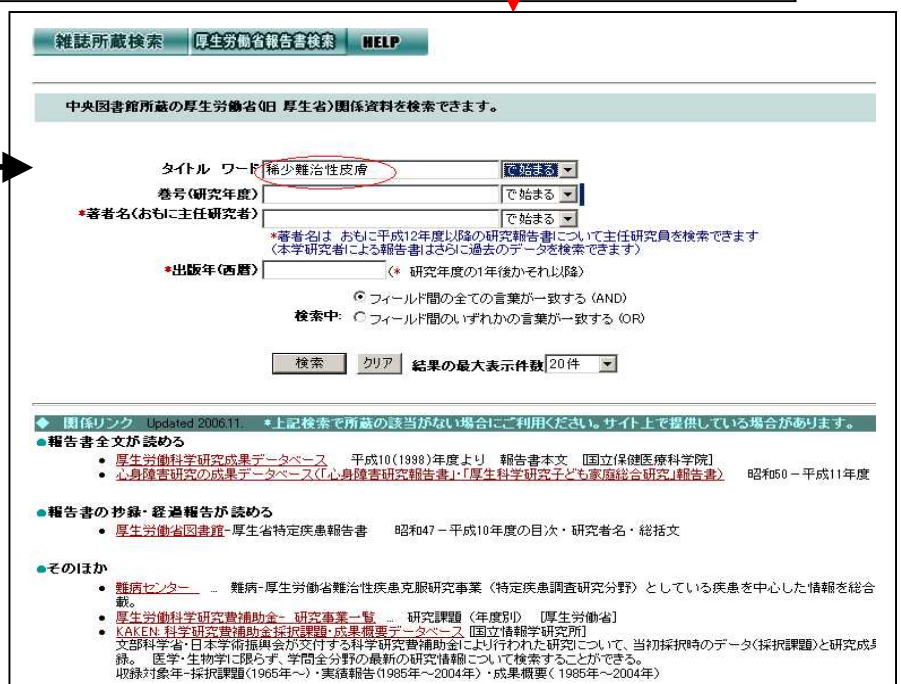 雑誌所蔵検索 厚生労働省報告書検索 HELP
中央図書館所蔵の厚生労働省(旧 厚生省)関係資料を検索できます。
タイトル ワード 稀少難治性皮膚 で始まる
巻号(研究年度) で始まる
*著者名(おもに主任研究者) で始まる
*著者名は おもに平成12年度以降の研究報告書について主任研究員を検索できます
(本学研究者による報告書はさらに過去のデータを検索できます)
*出版年(西暦) (* 研究年度の1年後かそれ以降)
フィールド間の全ての言葉が一致する (AND)
検索中: フィールド間のいずれかの言葉が一致する (OR)
検索 クリア 結果の最大表示件数 20件
◆ 関係リンク Updated 2006.11. *上記検索で所蔵の該当がない場合にご利用ください。サイト上で提供している場合があります。
●報告書全文が読める
• 厚生労働科学研究成果データベース 平成10(1998)年度より 報告書本文 [国立保健医療科学院]
• 心身障害研究の成果データベース(「心身障害研究報告書」・「厚生科学研究子ども家庭総合研究」報告書) 昭和50-平成11年度
●報告書の抄録・経過報告が読める
• 厚生労働省図書館-厚生省特定疾患報告書 昭和47-平成10年度の目次・研究者名・総括文
●そのほか
• 難病センター … 難病-厚生労働省難治性疾患克服研究事業(特定疾患調査研究分野)としている疾患を中心した情報を総合
載。
• 厚生労働科学研究費補助金- 研究事業一覧 … 研究課題(年度別) [厚生労働省]
• KAKEN: 科学研究費補助金採択課題・成果概要データベース [国立情報学研究所]
文部科学省・日本学術振興会が交付する科学研究費補助金により行われた研究について、当初採択時のデータ(採択課題)と研究成果
録。 医学・生物学に限らず、学問全分野の最新の研究情報について検索することができる。
収録対象年-採択課題(1965年~)・実績報告(1985年~2004年)・成果概要(1985年~2004年)